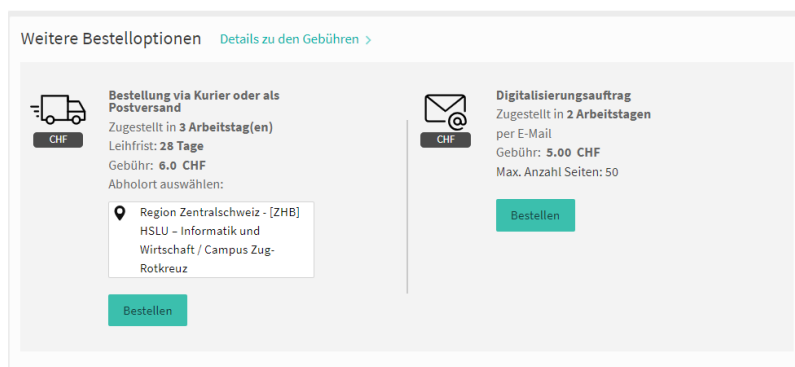 Weitere Bestelloptionen Details zu den Gebühren >
Bestellung via Kurier oder als
Postversand
Zugestellt in 3 Arbeitstag(en)
Leihfrist: 28 Tage
Gebühr: 6.0 CHF
Abholort auswählen:
CHF
Region Zentralschweiz - [ZHB]
HSLU – Informatik und
Wirtschaft / Campus Zug-
Rotkreuz
Bestellen
Digitalisierungsauftrag
Zugestellt in 2 Arbeitstagen
per E-Mail
Gebühr: 5.00 CHF
Max. Anzahl Seiten: 50
CHF
Bestellen